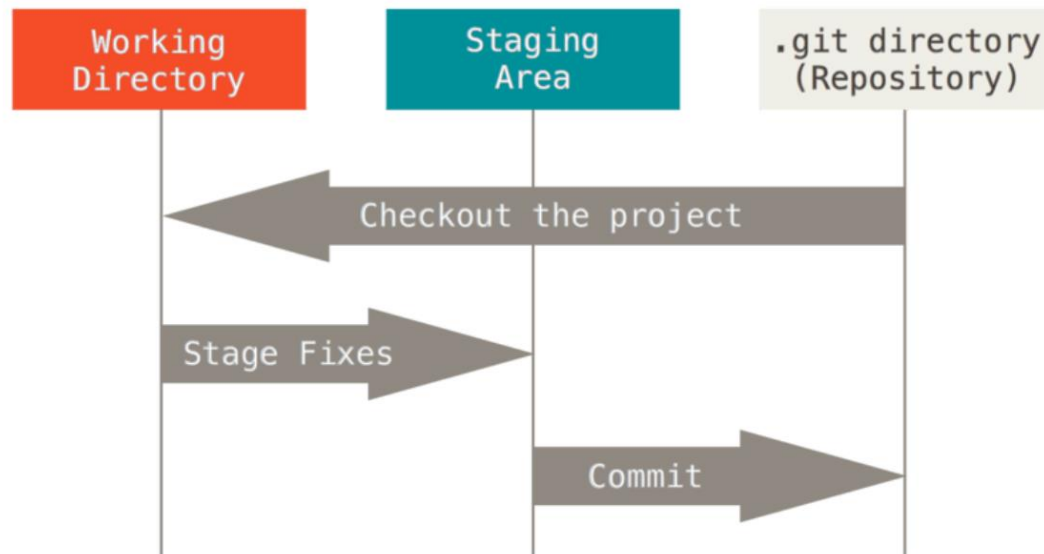 Working
Directory
Staging
Area
.git directory
(Repository)
Checkout the project
Stage Fixes
Commit